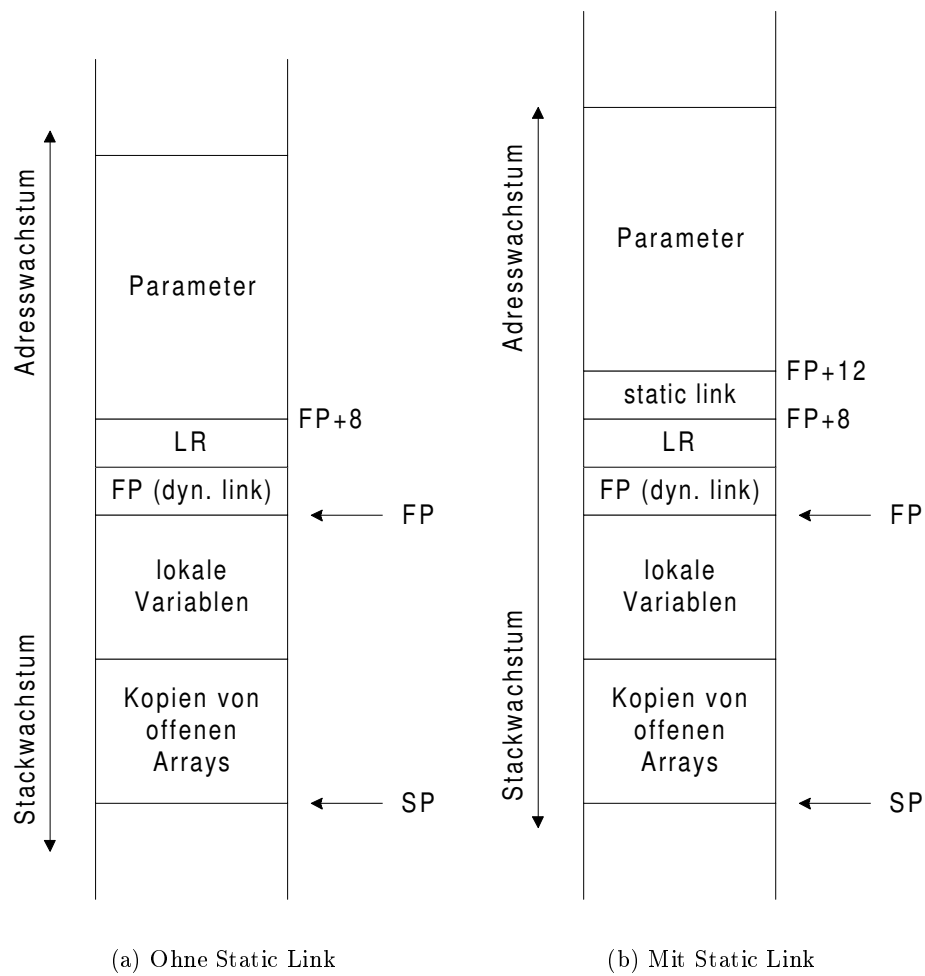 Adresswachstum
Stackwachstum
Parameter
FP+8
LR
FP (dyn. link)
FP
lokale
Variablen
Kopien von
offenen
Arrays
SP
(a) Ohne Static Link
Adresswachstum
Stackwachstum
Parameter
FP+12
static link
FP+8
LR
FP (dyn. link)
FP
lokale
Variablen
Kopien von
offenen
Arrays
SP
(b) Mit Static Link